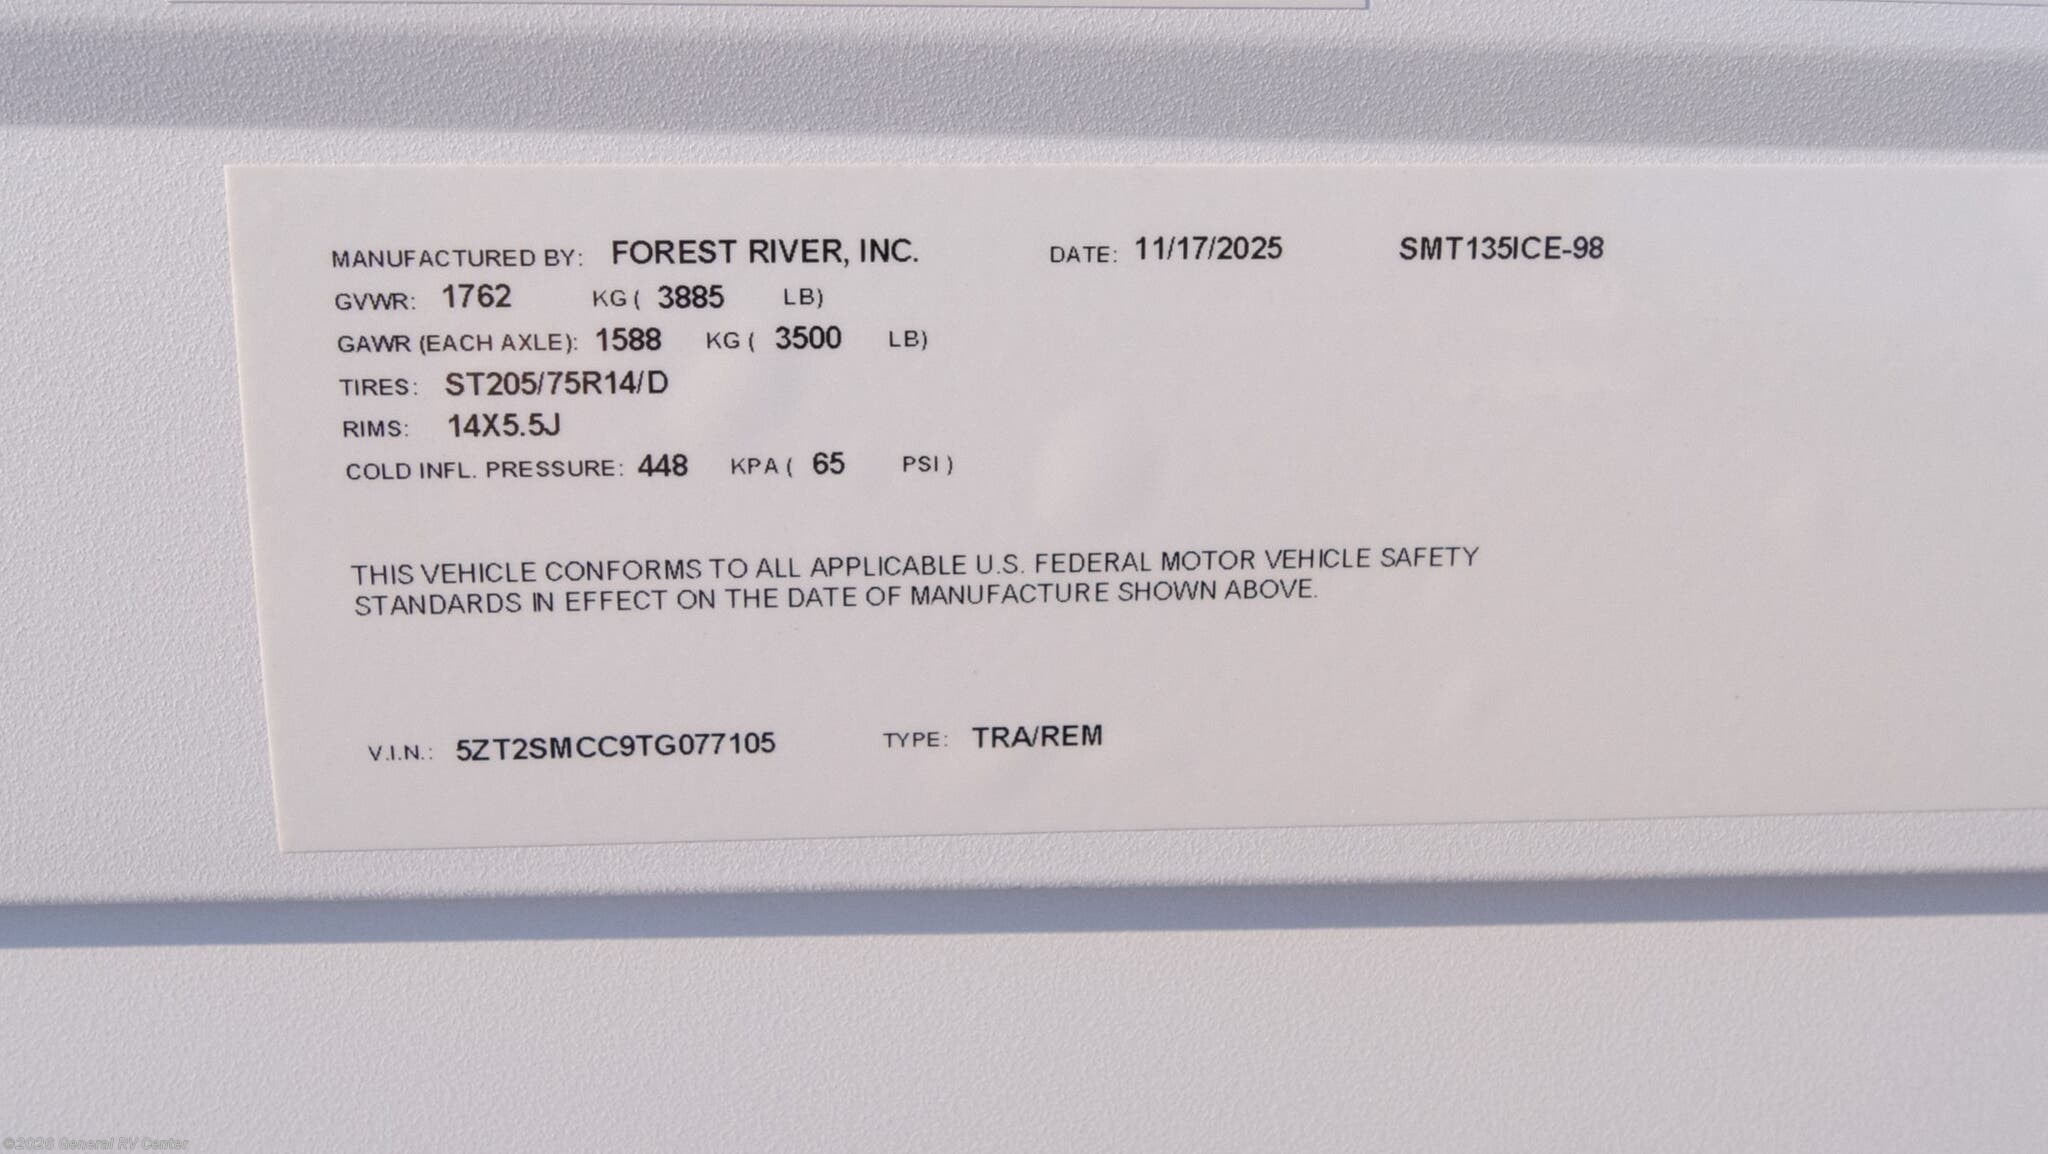 MANUFACTURED BY: FOREST RIVER, INC. DATE: 11/17/2025 SMT135ICE-98
GVWR: 1762 KG ( 3885 LB)
GAWR (EACH AXLE): 1588 KG ( 3500 LB)
TIRES: ST205/75R14/D
RIMS: 14X5.5J
COLD INFL. PRESSURE: 448 KPA ( 65 PSI )
THIS VEHICLE CONFORMS TO ALL APPLICABLE U.S. FEDERAL MOTOR VEHICLE SAFETY
STANDARDS IN EFFECT ON THE DATE OF MANUFACTURE SHOWN ABOVE.
V.I.N.: 5ZT2SMCC9TG077105 TYPE: TRA/REM
©2026 General RV Center